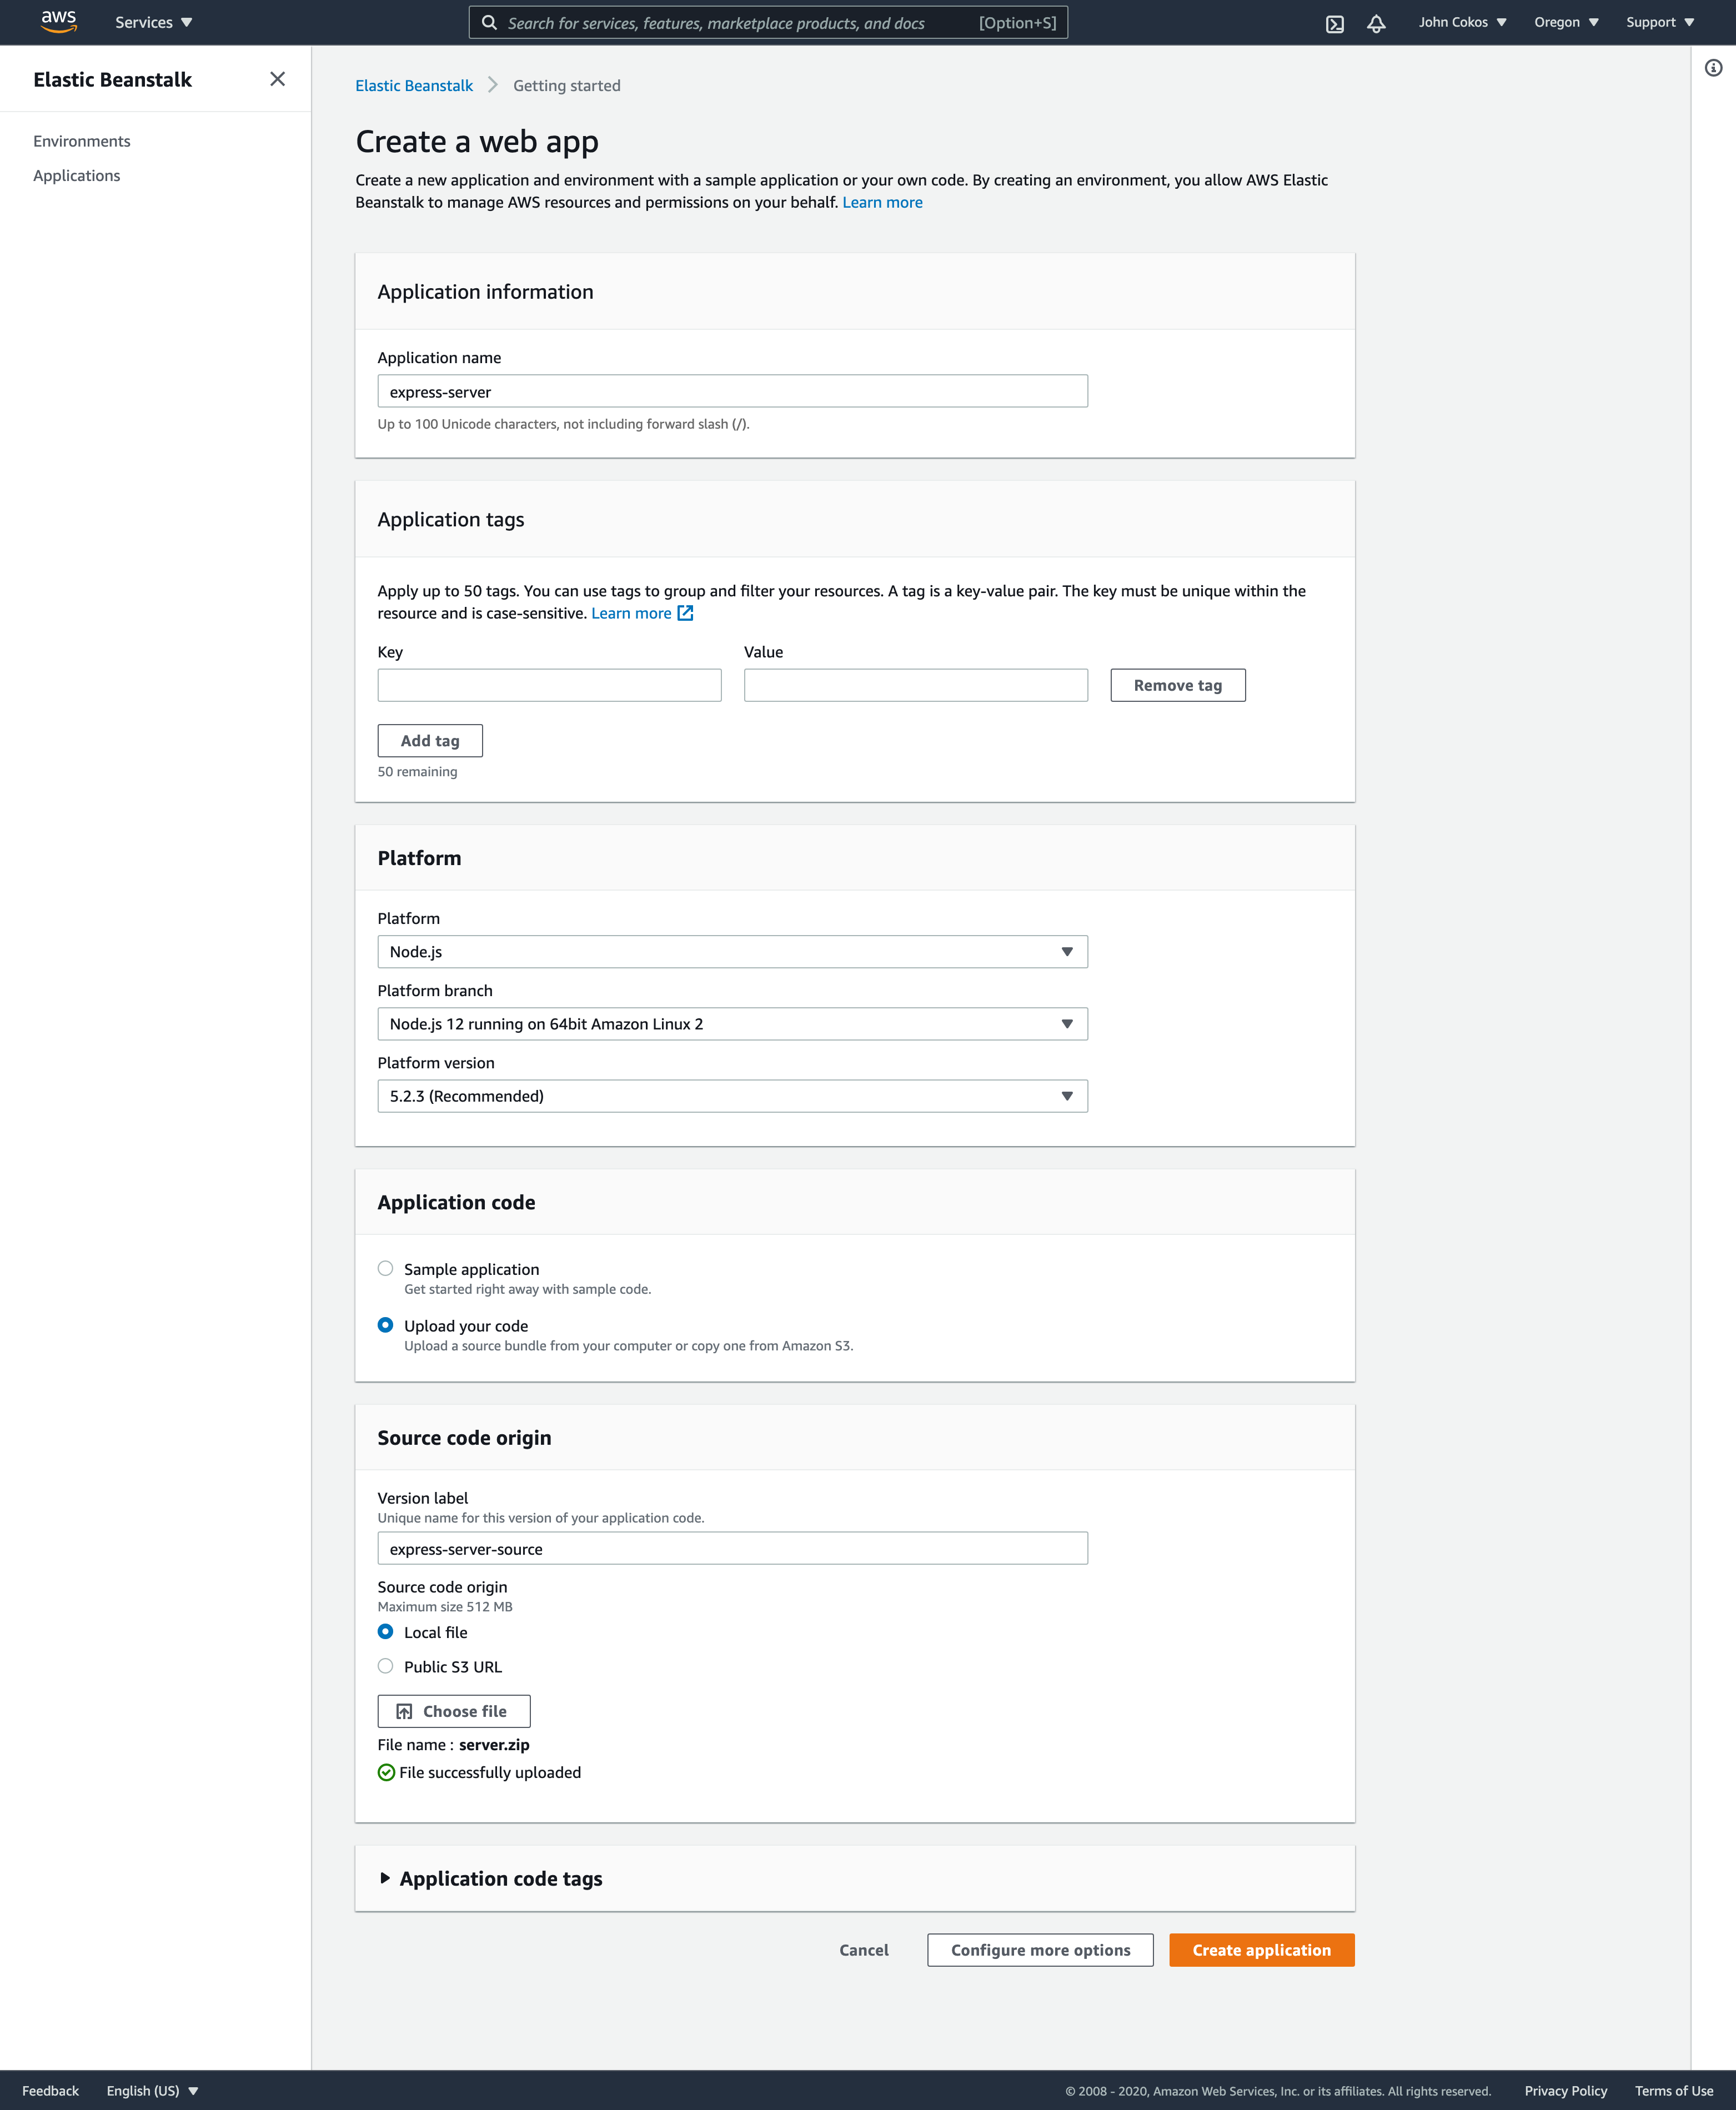 aws Services Search for services, features, marketplace products, and docs [Option+S] John Cokos Oregon Support
Elastic Beanstalk
Environments
Applications
Elastic Beanstalk Getting started
Create a web app
Create a new application and environment with a sample application or your own code. By creating an environment, you allow AWS Elastic
Beanstalk to manage AWS resources and permissions on your behalf. Learn more
Application information
Application name
express-server
Up to 100 Unicode characters, not including forward slash (/).
Application tags
Apply up to 50 tags. You can use tags to group and filter your resources. A tag is a key-value pair. The key must be unique within the
resource and is case-sensitive. Learn more
Key Value
Remove tag
Add tag
50 remaining
Platform
Platform
Node.js
Platform branch
Node.js 12 running on 64bit Amazon Linux 2
Platform version
5.2.3 (Recommended)
Application code
Sample application
Get started right away with sample code.
Upload your code
Upload a source bundle from your computer or copy one from Amazon S3.
Source code origin
Version label
Unique name for this version of your application code.
express-server-source
Source code origin
Maximum size 512 MB
Local file
Public S3 URL
Choose file
File name : server.zip
File successfully uploaded
Application code tags
Cancel Configure more options Create application
Feedback English (US) © 2008 - 2020, Amazon Web Services, Inc. or its affiliates. All rights reserved. Privacy Policy Terms of Use